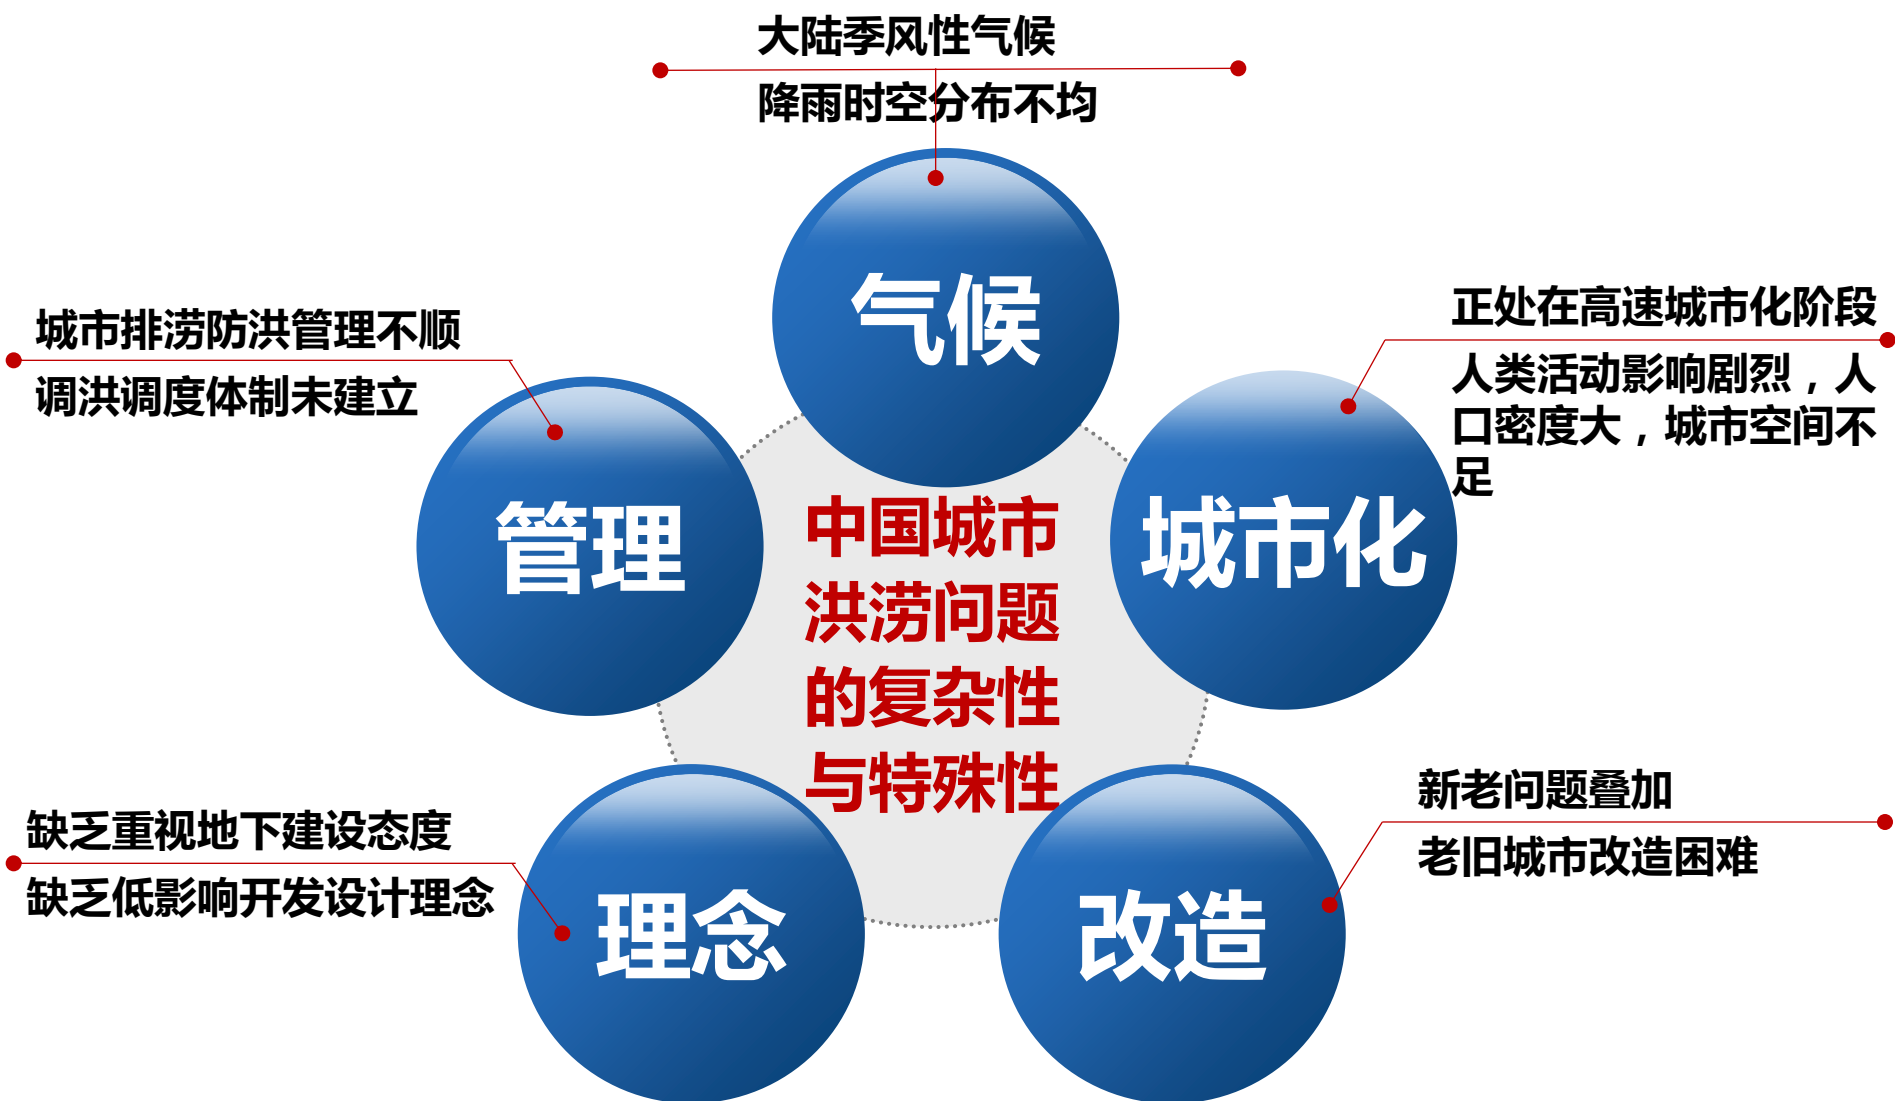 大陆季风性气候
降雨时空分布不均
气候
正处在高速城市化阶段
人类活动影响剧烈，人
口密度大，城市空间不
足
城市化
城市排涝防洪管理不顺
调洪调度体制未建立
管理
中国城市
洪涝问题
的复杂性
与特殊性
缺乏重视地下建设态度
缺乏低影响开发设计理念
理念
新老问题叠加
老旧城市改造困难
改造